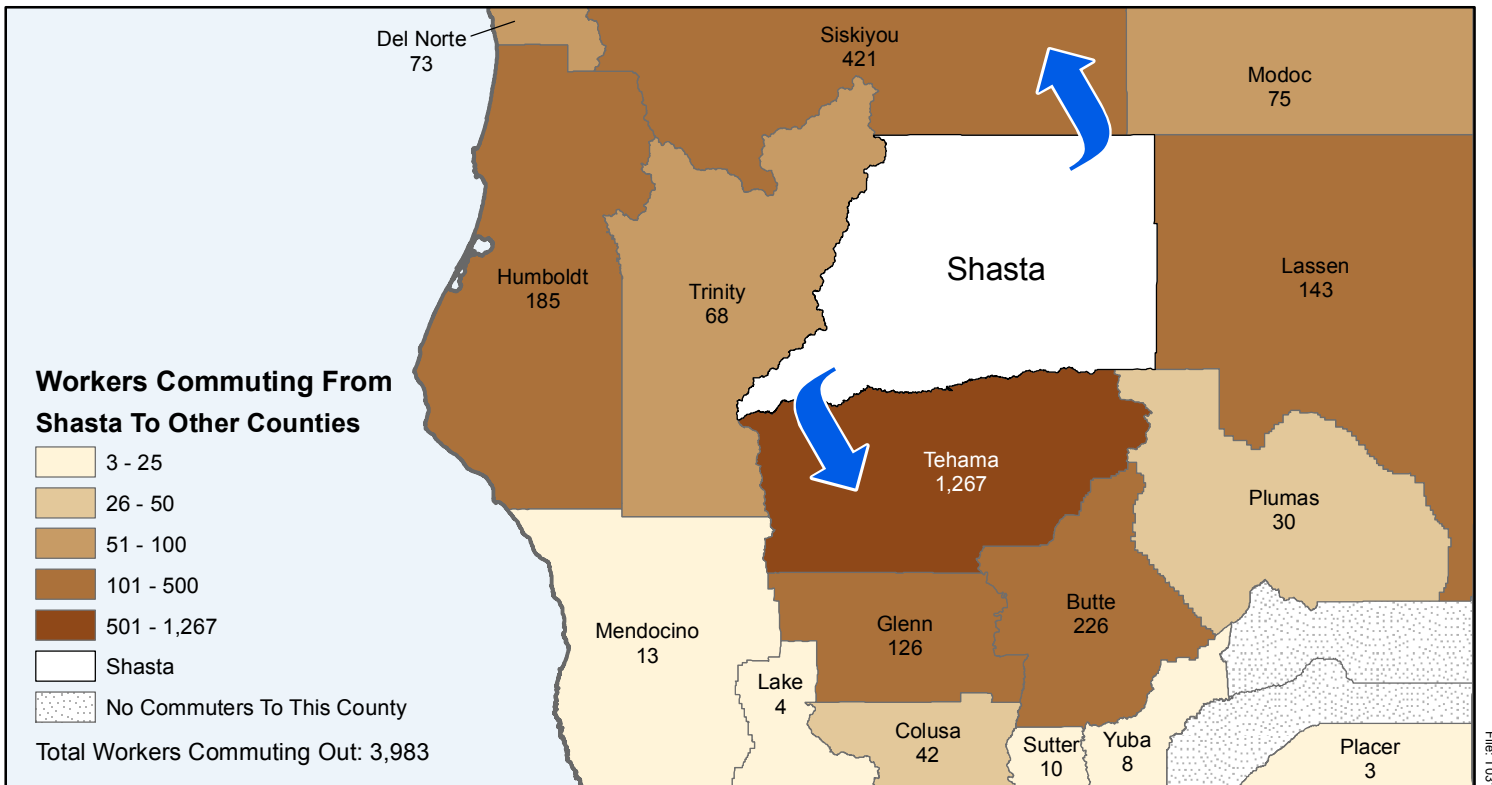 Del Norte
73
Siskiyou
421
Modoc
75
Humboldt
185
Trinity
68
Shasta
Lassen
143
Tehama
1,267
Plumas
30
Mendocino
13
Glenn
126
Butte
226
Lake
4
Colusa
42
Sutter
10
Yuba
8
Placer
3
Workers Commuting From
Shasta To Other Counties
3 - 25
26 - 50
51 - 100
101 - 500
501 - 1,267
Shasta
No Commuters To This County
Total Workers Commuting Out: 3,983